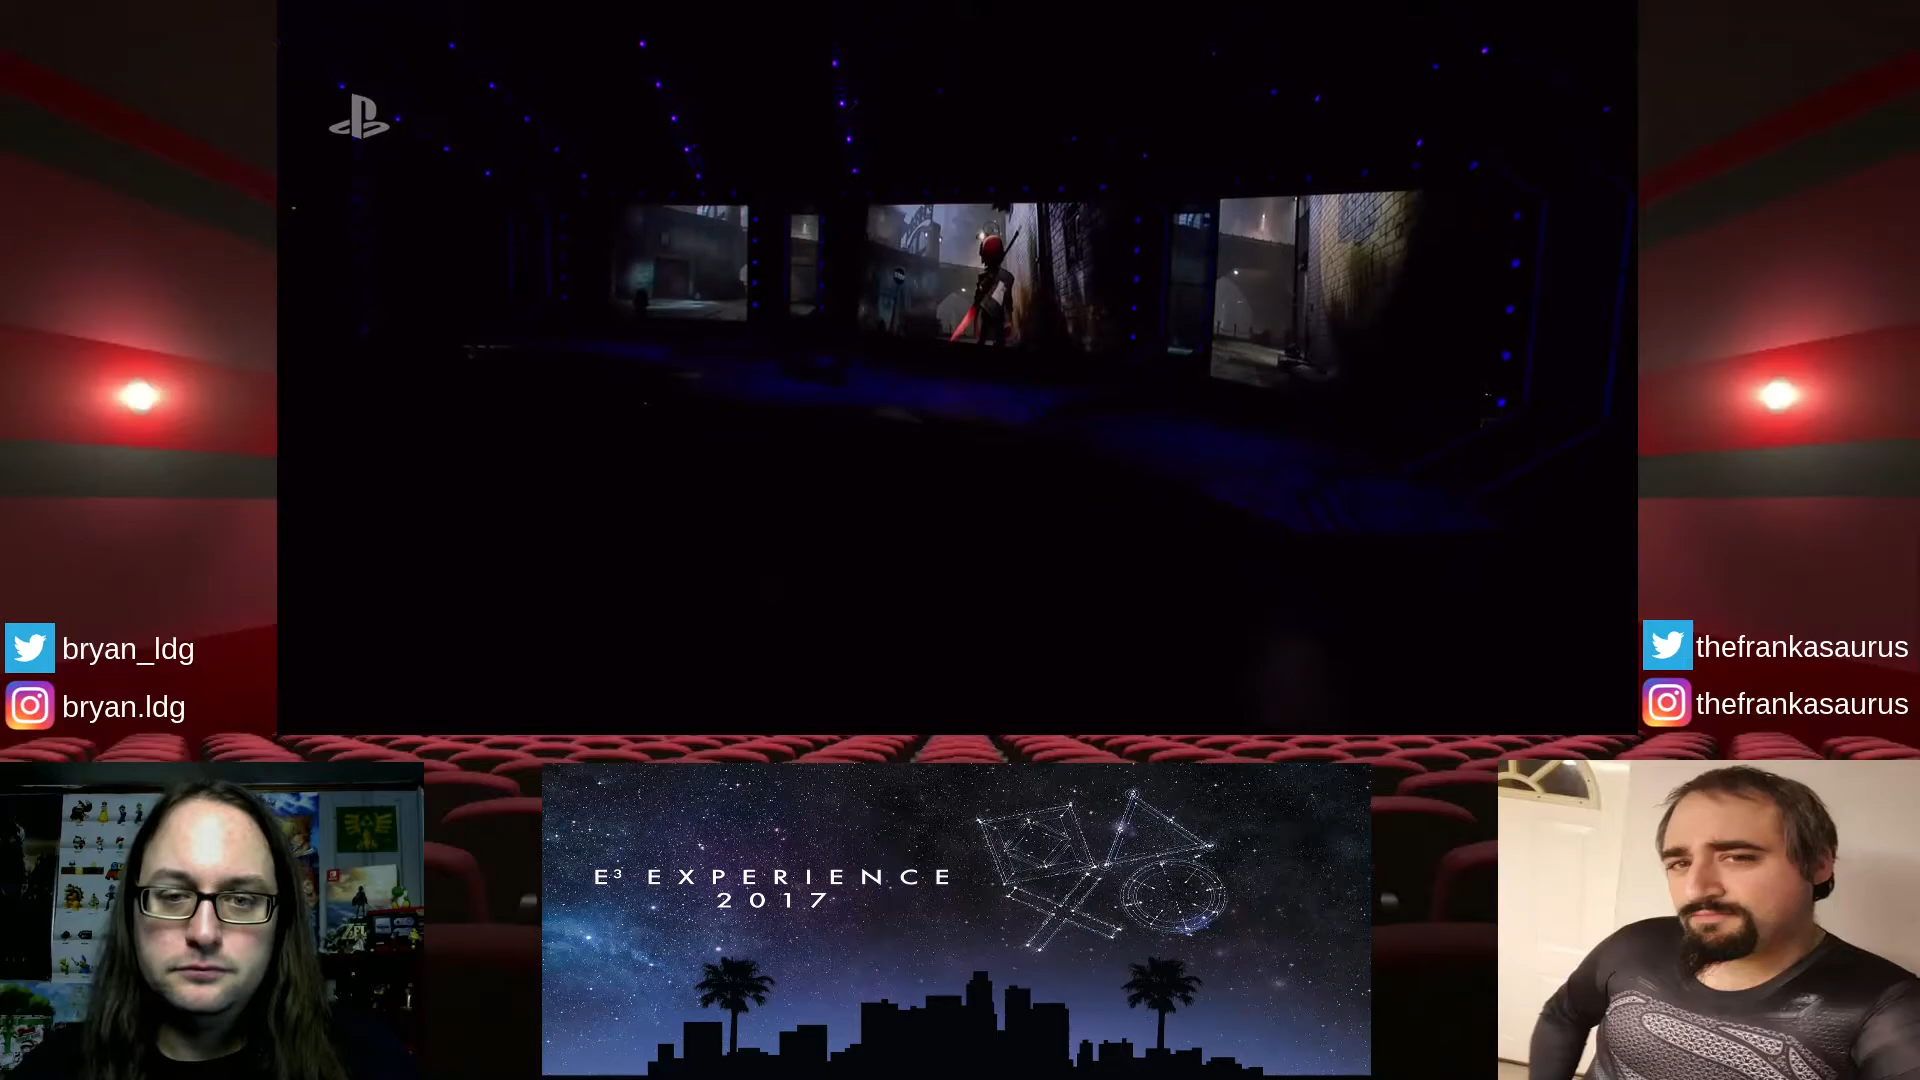 bryan_ldg
bryan.ldg
thefrankasaurus
thefrankasaurus
E³ EXPERIENCE
2017